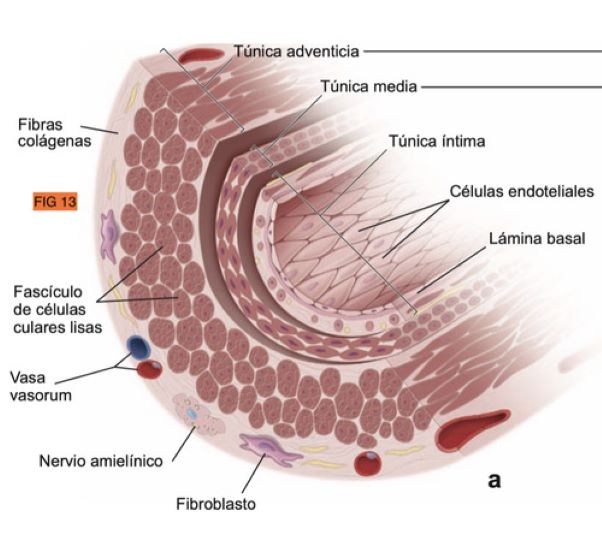 Túnica adventicia
Túnica media
Fibras
colágenas
Túnica íntima
FIG 13
Células endoteliales
Lámina basal
Fascículo
de células
culares lisas
Vasa
vasorum
Nervio amielínico
Fibroblasto
a